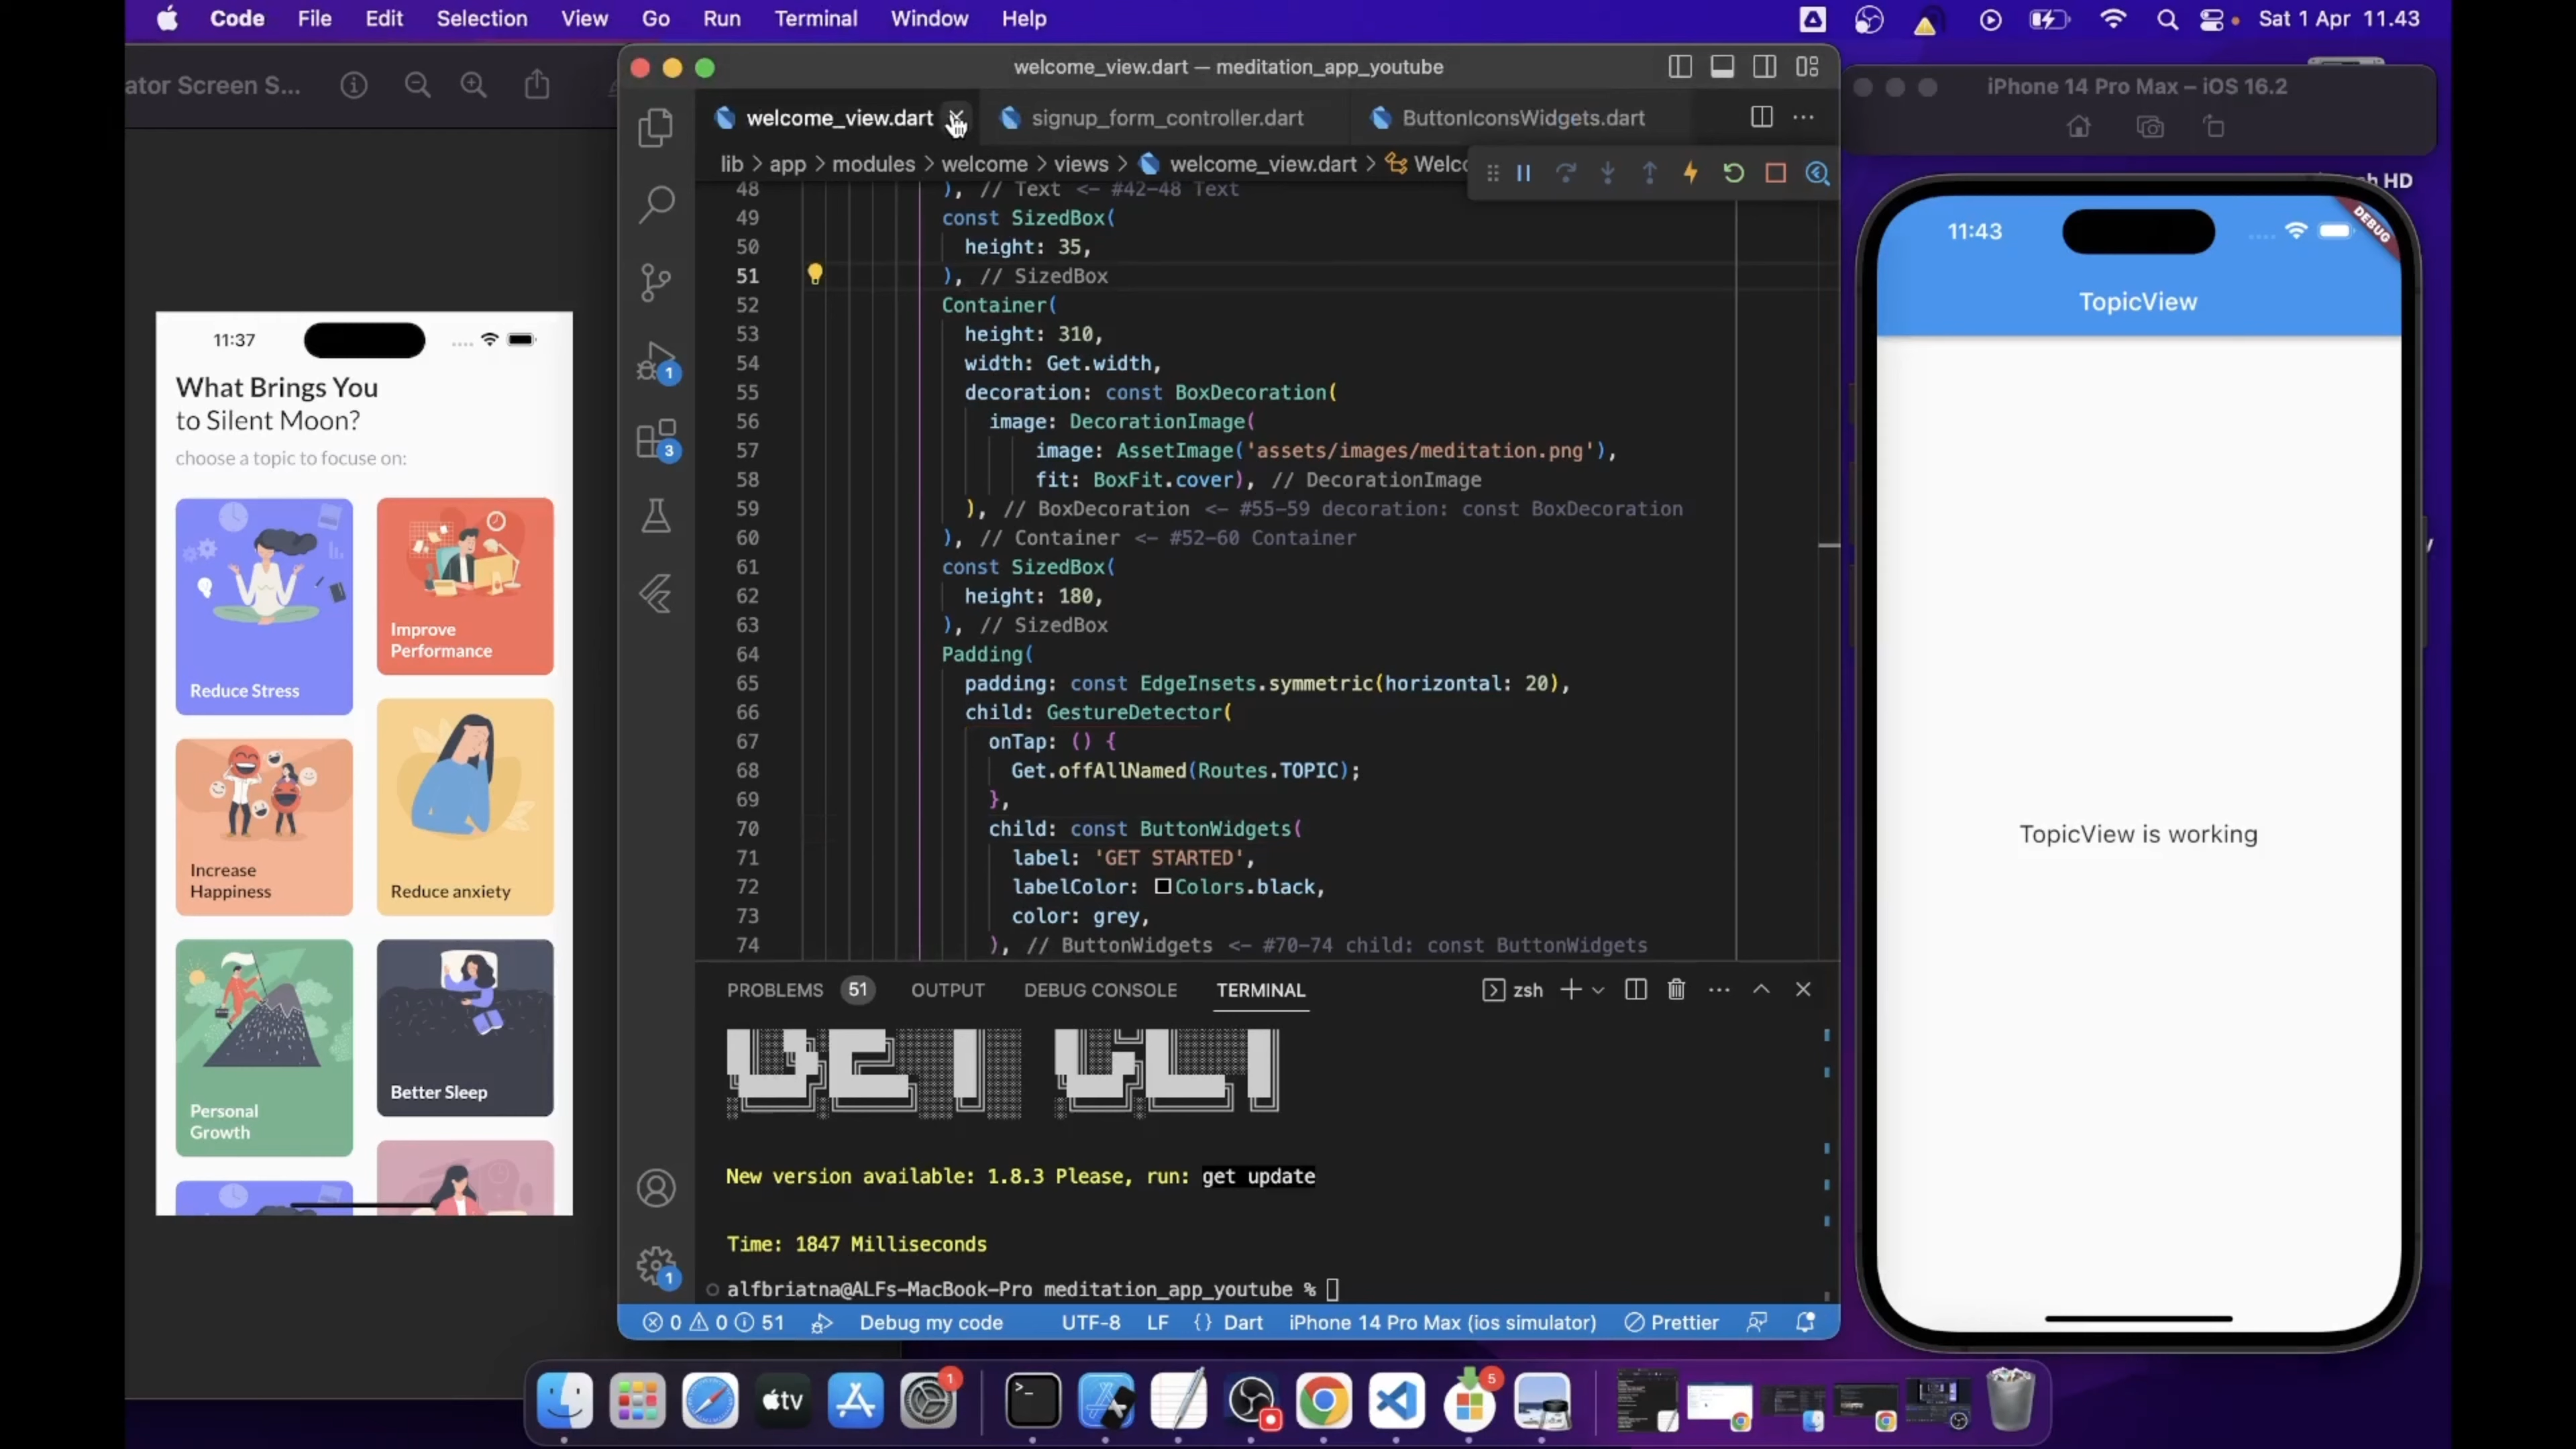 Code File Edit Selection View Go Run Terminal Window Help
Sat 1 Apr 11.43
ator Screen S...
welcome_view.dart — meditation_app_youtube
welcome_view.dart
signup_form_controller.dart
ButtonIconsWidgets.dart
lib > app > modules > welcome > views > welcome_view.dart > Welc
48 ), // Text <- #42-48 Text
49 const SizedBox(
50 height: 35,
51 ), // SizedBox
52 Container(
53 height: 310,
54 width: Get.width,
55 decoration: const BoxDecoration(
56 image: DecorationImage(
57 image: AssetImage('assets/images/meditation.png'),
58 fit: BoxFit.cover), // DecorationImage
59 ), // BoxDecoration <- #55-59 decoration: const BoxDecoration
60 ), // Container <- #52-60 Container
61 const SizedBox(
62 height: 180,
63 ), // SizedBox
64 Padding(
65 padding: const EdgeInsets.symmetric(horizontal: 20),
66 child: GestureDetector(
67 onTap: () {
68 Get.offAllNamed(Routes.TOPIC);
69 },
70 child: const ButtonWidgets(
71 label: 'GET STARTED',
72 labelColor: Colors.black,
73 color: grey,
74 ), // ButtonWidgets <- #70-74 child: const ButtonWidgets
1
3
PROBLEMS 51 OUTPUT DEBUG CONSOLE TERMINAL
zsh
New version available: 1.8.3 Please, run: get update
Time: 1847 Milliseconds
alfbriatna@ALFs-MacBook-Pro meditation_app_youtube %
1
0 0 51 Debug my code UTF-8 LF {} Dart iPhone 14 Pro Max (ios simulator) Prettier
11:37
What Brings You
to Silent Moon?
choose a topic to focus on:
Reduce Stress
Improve
Performance
Increase
Happiness
Reduce anxiety
Personal
Growth
Better Sleep
iPhone 14 Pro Max – iOS 16.2
HD
11:43
DEBUG
TopicView
TopicView is working
tv
1
5